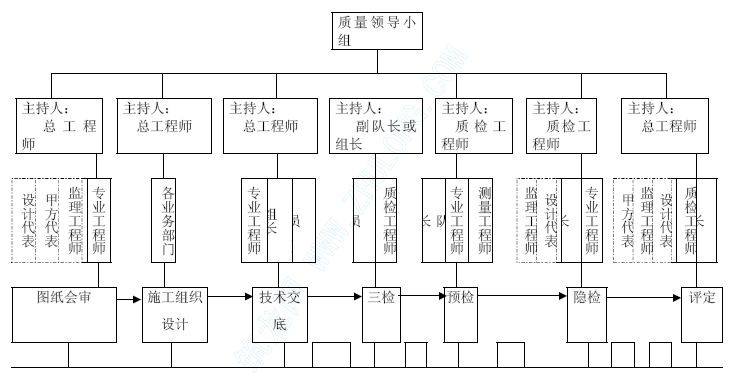 质量领导小
组
主持人：
总工程
师
主持人：
总工程师
主持人：
总工程师
主持人：
副队长或
组长
主持人：
质检工
程师
主持人：
质检工
程师
主持人：
总工程师
设计代表
甲方代表
监理工程师
专业工程师
各业务部门
专业工程师
组长
员
员
质检工程师
长
队
专业工程师
测量工程师
监理工程师
设计代表
长
专业工程师
甲方代表
监理工程师
设计代表
质检工程师
长
图纸会审
施工组织
设计
技术交
底
三检
预检
隐检
评定